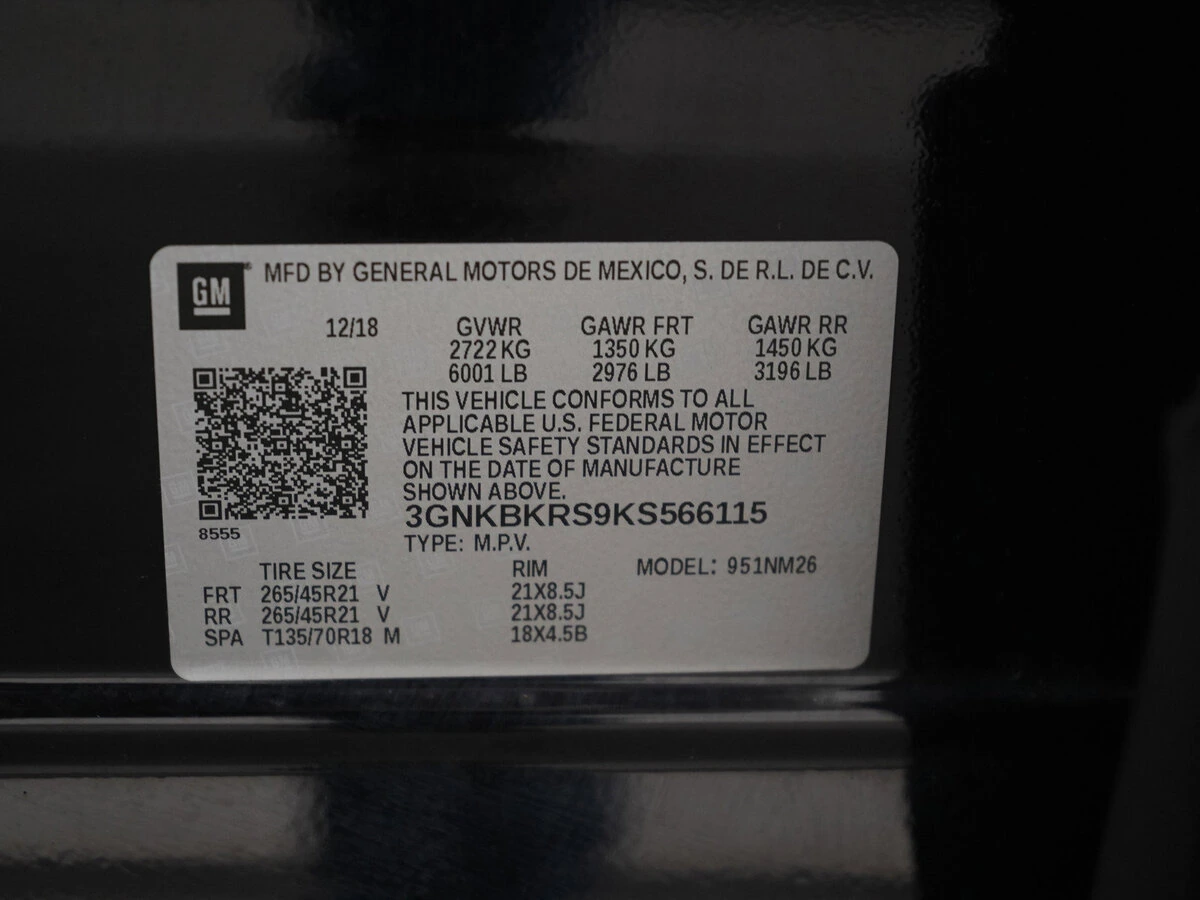 GM MFD BY GENERAL MOTORS DE MEXICO, S. DE R.L. DE C.V.
12/18 GVWR GAWR FRT GAWR RR
2722 KG 1350 KG 1450 KG
6001 LB 2976 LB 3196 LB
THIS VEHICLE CONFORMS TO ALL
APPLICABLE U.S. FEDERAL MOTOR
VEHICLE SAFETY STANDARDS IN EFFECT
ON THE DATE OF MANUFACTURE
SHOWN ABOVE.
3GNKBKRS9KS566115
8555
TYPE: M.P.V.
TIRE SIZE RIM MODEL: 951NM26
FRT 265/45R21 V 21X8.5J
RR 265/45R21 V 21X8.5J
SPA T135/70R18 M 18X4.5B